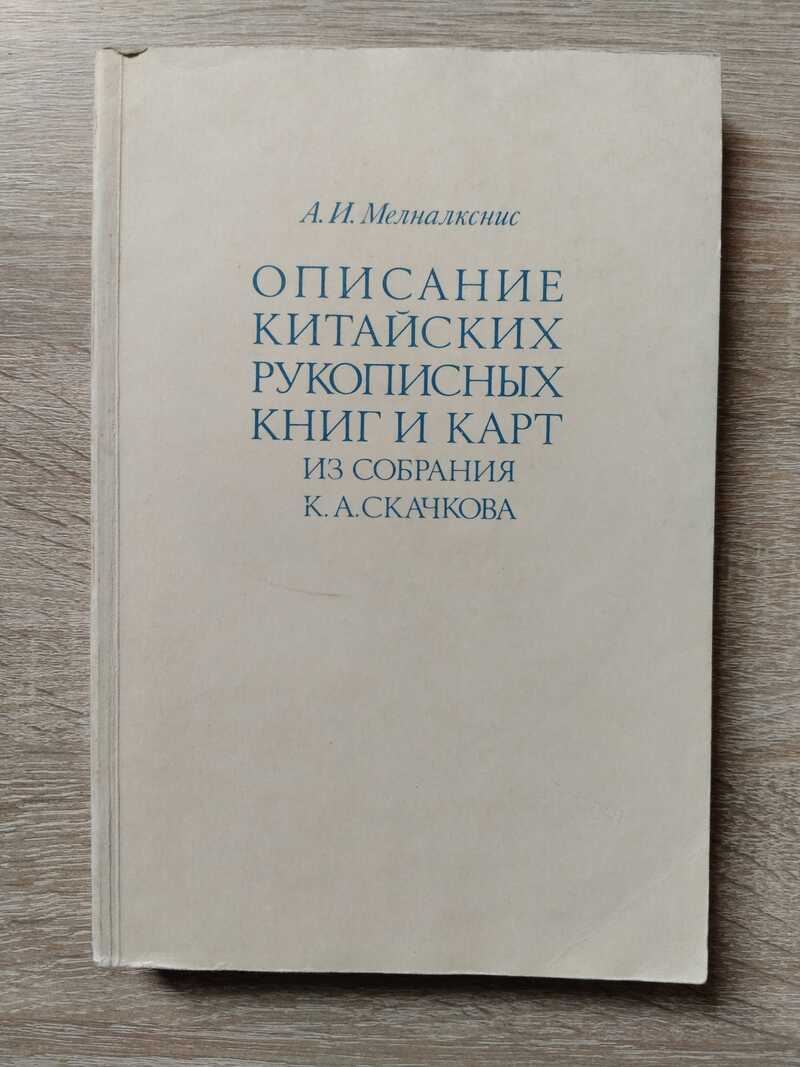 А. И. Мелналкснис
ОПИСАНИЕ
КИТАЙСКИХ
РУКОПИСНЫХ
КНИГ И КАРТ
ИЗ СОБРАНИЯ
К. А. СКАЧКОВА